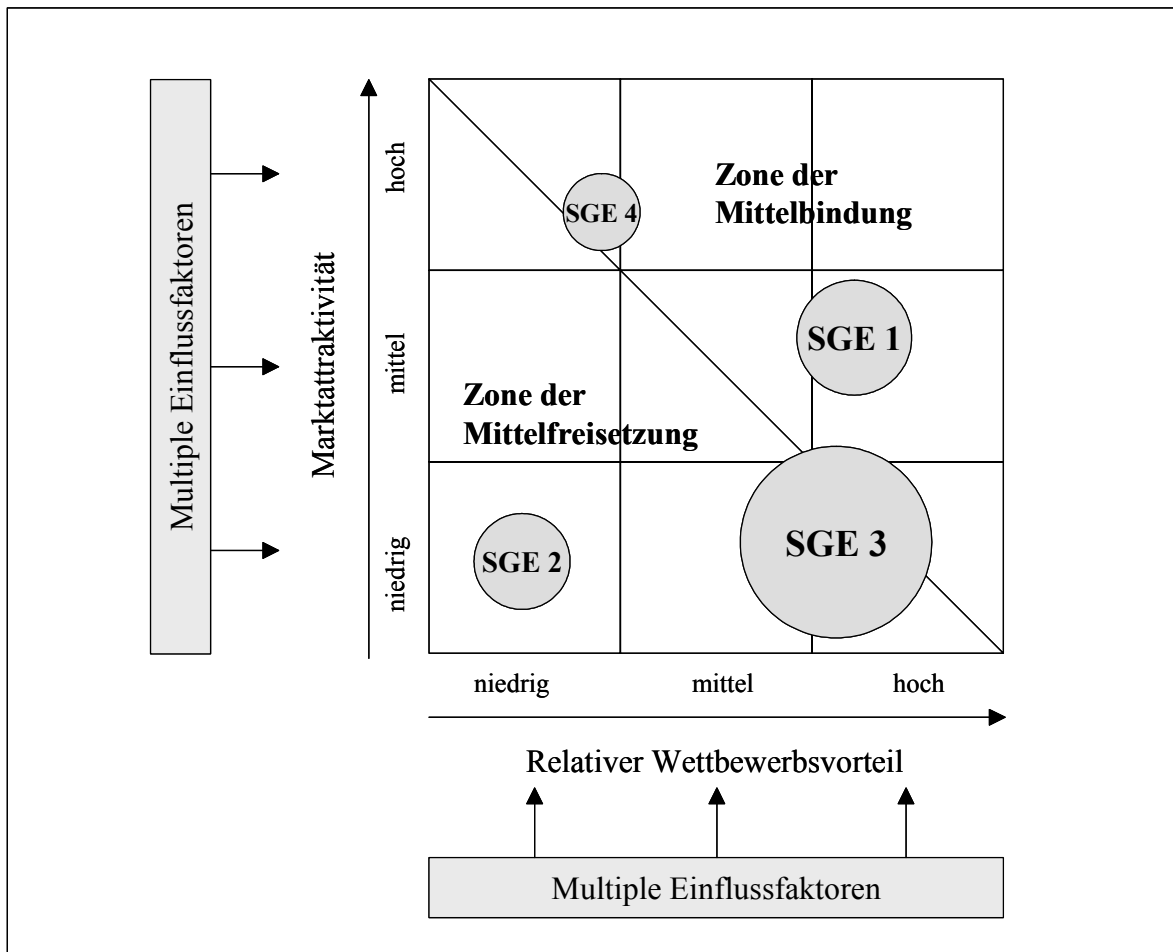 Multiple Einflussfaktoren
Marktattraktivität
hoch
mittel
niedrig
Zone der
Mittelbindung
SGE 4
SGE 1
Zone der
Mittelfreisetzung
SGE 2
SGE 3
niedrig
mittel
hoch
Relativer Wettbewerbsvorteil
Multiple Einflussfaktoren